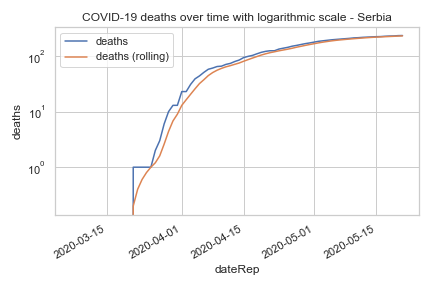 COVID-19 deaths over time with logarithmic scale - Serbia
deaths
deaths (rolling)
10²
10¹
10⁰
deaths
2020-03-15
2020-04-01
2020-04-15
2020-05-01
2020-05-15
dateRep